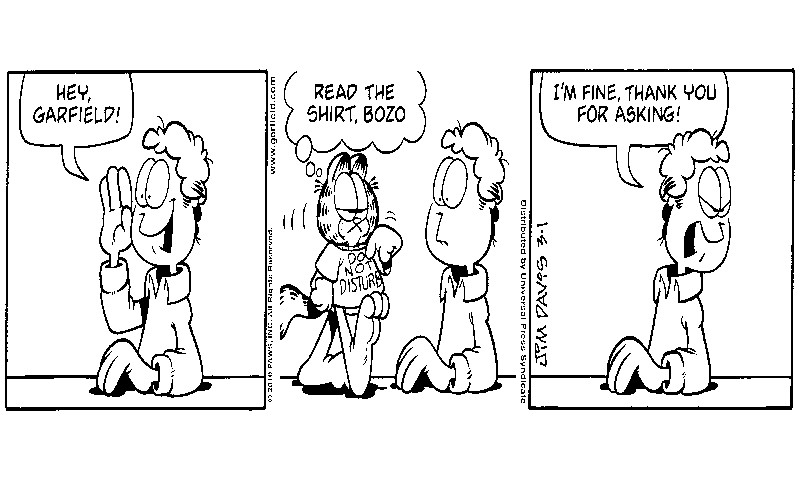 HEY,
GARFIELD!
READ THE
SHIRT, BOZO
DO
NOT
DISTURB
www.garfield.com
© 2010 PAWS, INC. All Rights Reserved.
I'M FINE, THANK YOU
FOR ASKING!
JIM DAVIS 3·1
Distributed by Universal Press Syndicate